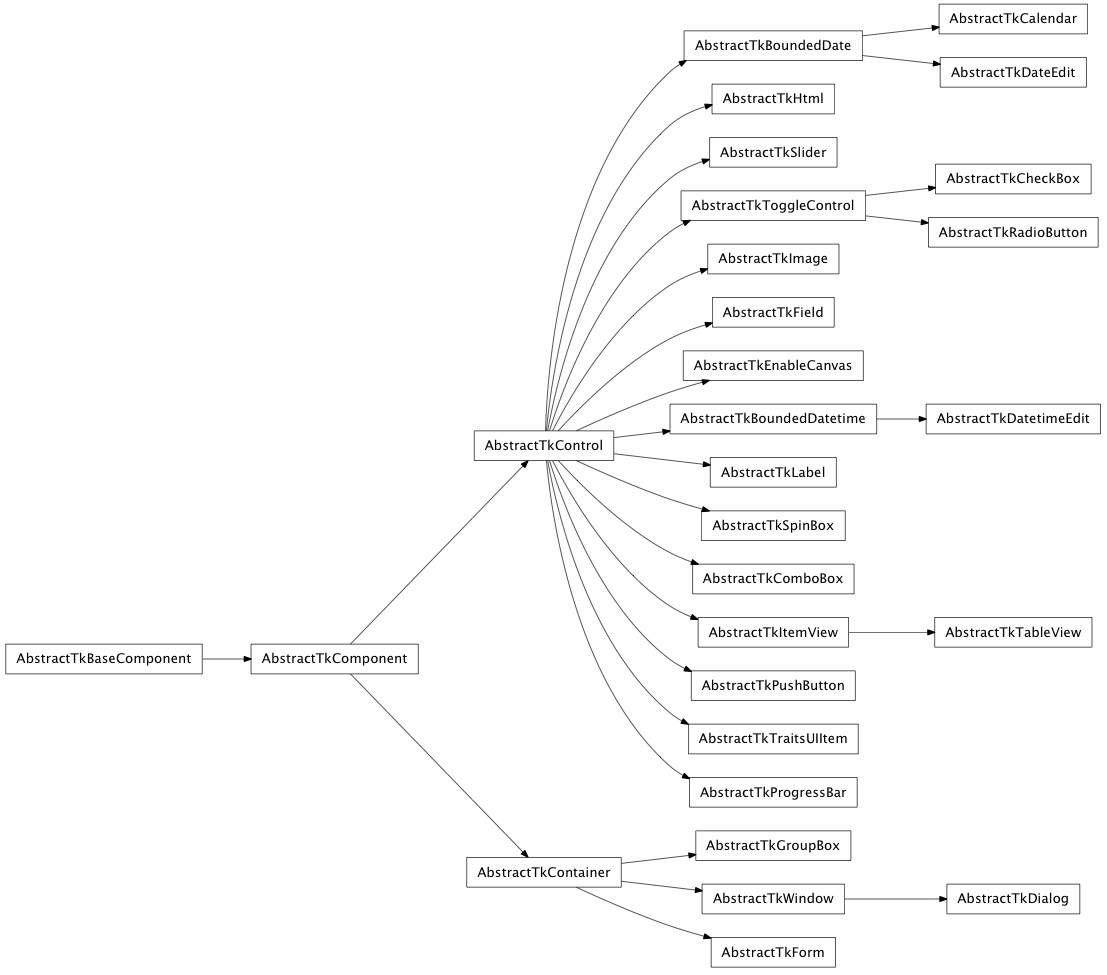 AbstractTkCalendar
AbstractTkBoundedDate
AbstractTkDateEdit
AbstractTkHtml
AbstractTkSlider
AbstractTkCheckBox
AbstractTkToggleControl
AbstractTkRadioButton
AbstractTkImage
AbstractTkField
AbstractTkEnableCanvas
AbstractTkBoundedDatetime
AbstractTkDatetimeEdit
AbstractTkControl
AbstractTkLabel
AbstractTkSpinBox
AbstractTkComboBox
AbstractTkItemView
AbstractTkTableView
AbstractTkBaseComponent
AbstractTkComponent
AbstractTkPushButton
AbstractTkTraitsUIItem
AbstractTkProgressBar
AbstractTkGroupBox
AbstractTkContainer
AbstractTkWindow
AbstractTkDialog
AbstractTkForm